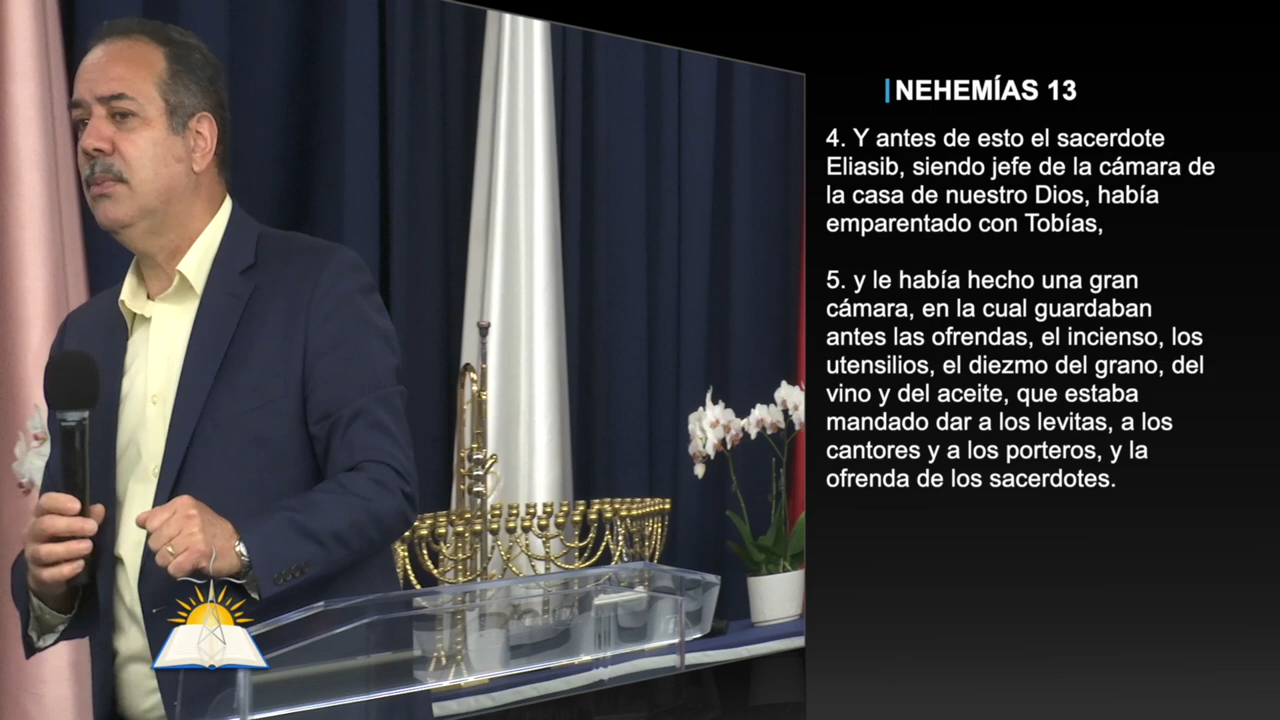 NEHEMÍAS 13
4. Y antes de esto el sacerdote
Eliasib, siendo jefe de la cámara de
la casa de nuestro Dios, había
emparentado con Tobías,
5. y le había hecho una gran
cámara, en la cual guardaban
antes las ofrendas, el incienso, los
utensilios, el diezmo del grano, del
vino y del aceite, que estaba
mandado dar a los levitas, a los
cantores y a los porteros, y la
ofrenda de los sacerdotes.